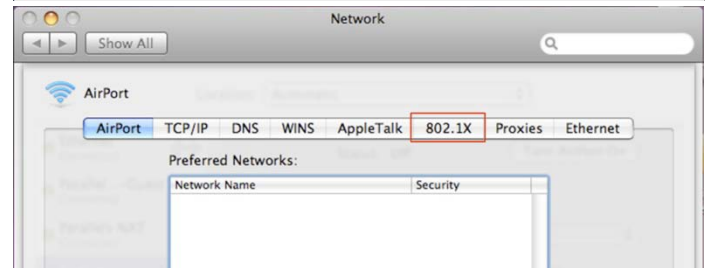 Network
Show All
AirPort
AirPort TCP/IP DNS WINS AppleTalk 802.1X Proxies Ethernet
Preferred Networks:
Network Name Security